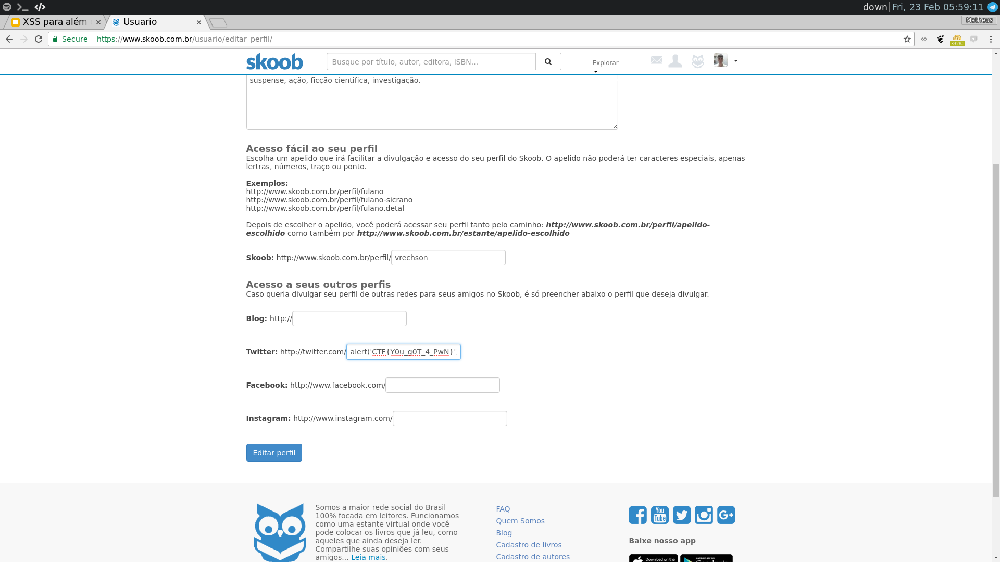 down Fri, 23 Feb 05:59:11
XSS para além
Usuario
Matheus
Secure https://www.skoob.com.br/usuario/editar_perfil/
3328
skoob
Busque por título, autor, editora, ISBN...
Explorar
suspense, ação, ficção cientifica, investigação.
Acesso fácil ao seu perfil
Escolha um apelido que irá facilitar a divulgação e acesso do seu perfil do Skoob. O apelido não poderá ter caracteres especiais, apenas
lertras, números, traço ou ponto.
Exemplos:
http://www.skoob.com.br/perfil/fulano
http://www.skoob.com.br/perfil/fulano-sicrano
http://www.skoob.com.br/perfil/fulano.detal
Depois de escolher o apelido, você poderá acessar seu perfil tanto pelo caminho: http://www.skoob.com.br/perfil/apelido-
escolhido como também por http://www.skoob.com.br/estante/apelido-escolhido
Skoob: http://www.skoob.com.br/perfil/ vrechson
Acesso a seus outros perfis
Caso queria divulgar seu perfil de outras redes para seus amigos no Skoob, é só preencher abaixo o perfil que deseja divulgar.
Blog: http://
Twitter: http://twitter.com/ alert('CTF{Y0u_g0T_4_PwN}')
Facebook: http://www.facebook.com/
Instagram: http://www.instagram.com/
Editar perfil
Somos a maior rede social do Brasil
100% focada em leitores. Funcionamos
como uma estante virtual onde você
pode colocar os livros que já leu, como
aqueles que ainda deseja ler.
Compartilhe suas opiniões com seus
amigos... Leia mais.
FAQ
Quem Somos
Blog
Cadastro de livros
Cadastro de autores
You
Tube
Baixe nosso app
Download on the
ANDROID APP ON